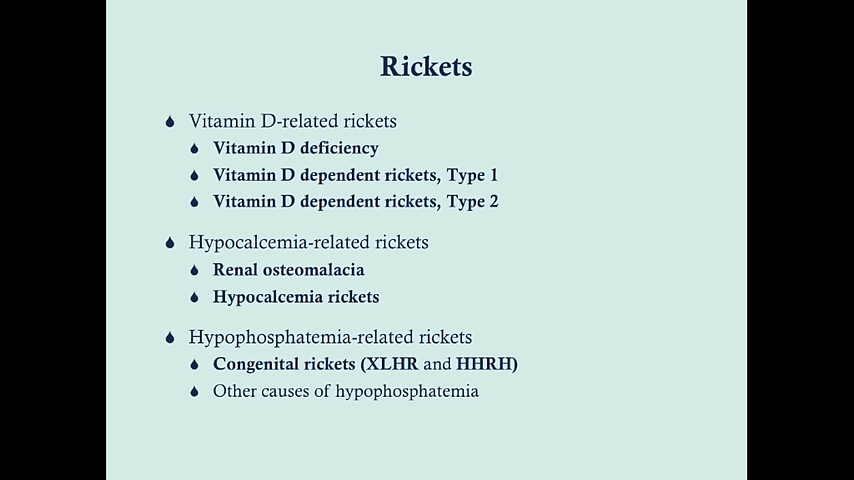 Rickets
Vitamin D-related rickets
Vitamin D deficiency
Vitamin D dependent rickets, Type 1
Vitamin D dependent rickets, Type 2
Hypocalcemia-related rickets
Renal osteomalacia
Hypocalcemia rickets
Hypophosphatemia-related rickets
Congenital rickets (XLHR and HHRH)
Other causes of hypophosphatemia